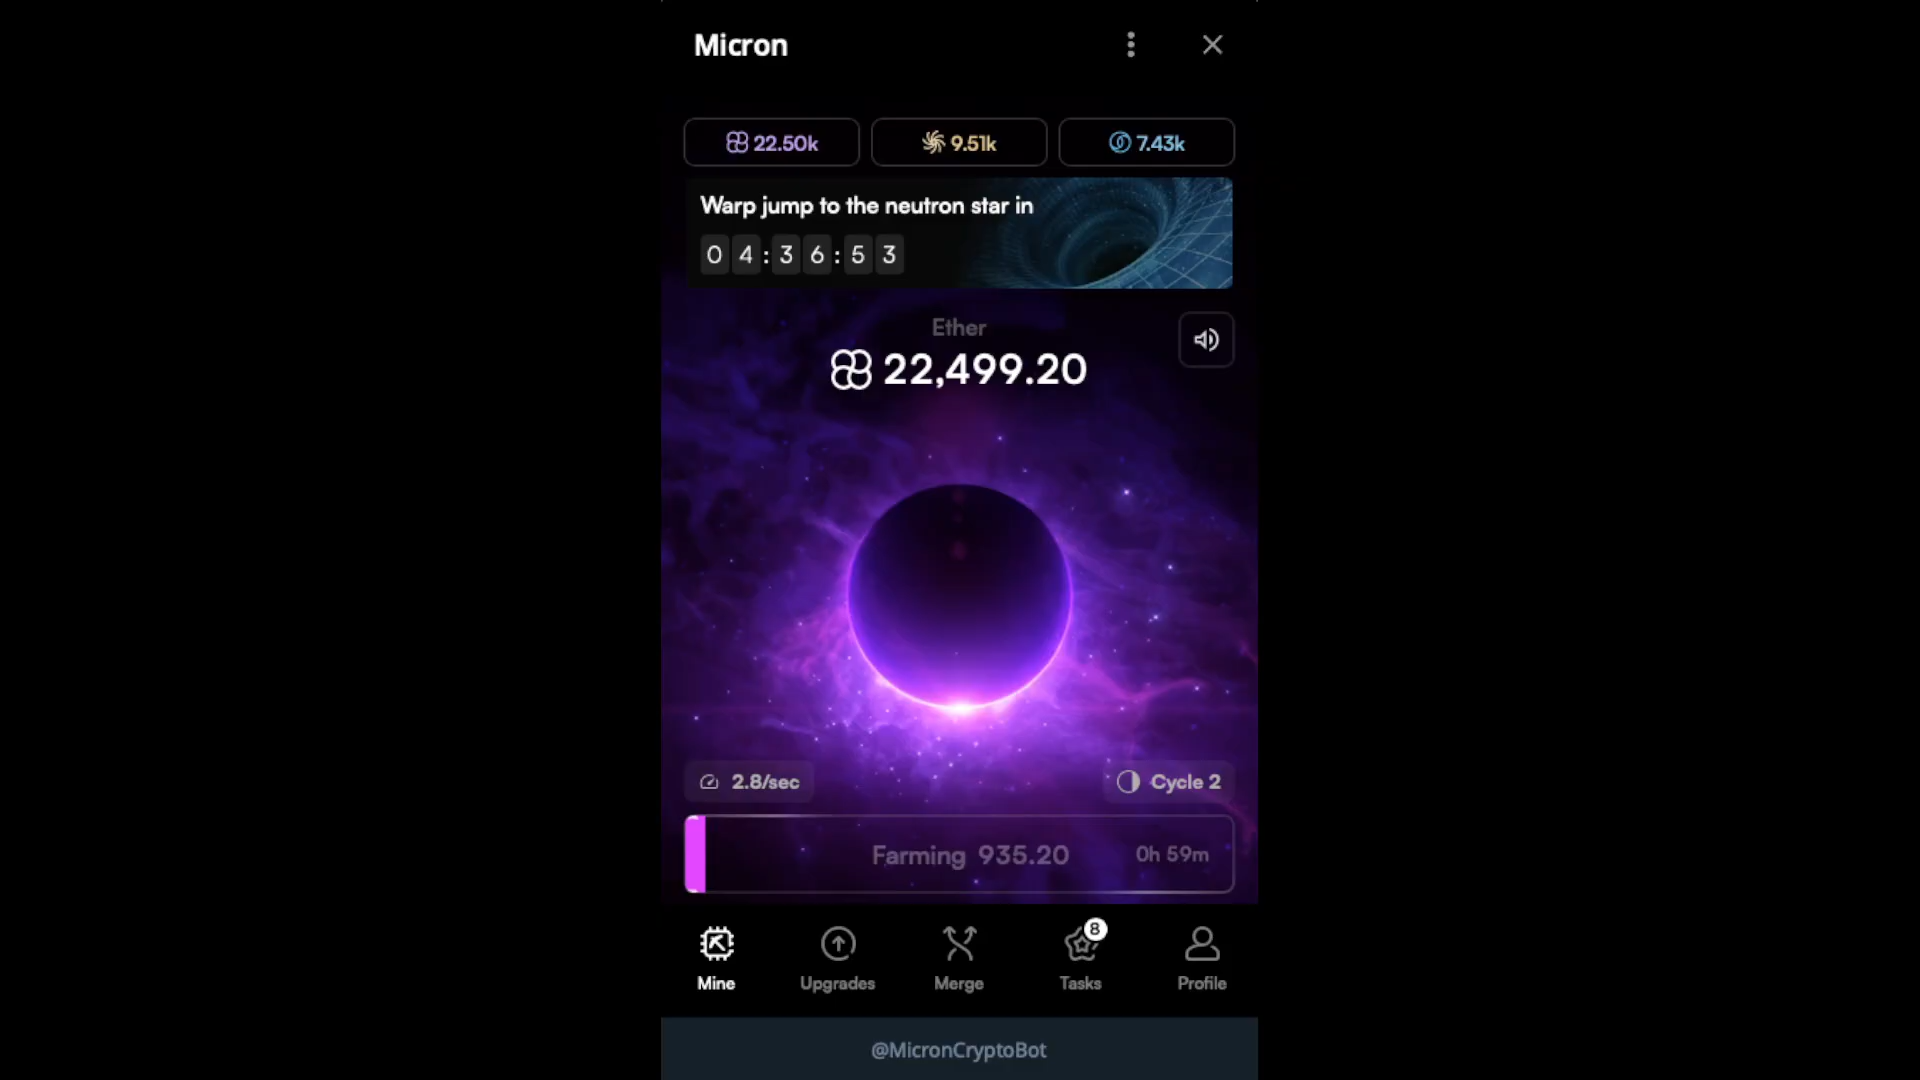 Micron
22.50k
9.51k
7.43k
Warp jump to the neutron star in
04:36:53
Ether
22,499.20
2.8/sec
Cycle 2
Farming 935.20
0h 59m
8
Mine
Upgrades
Merge
Tasks
Profile
@MicronCryptoBot